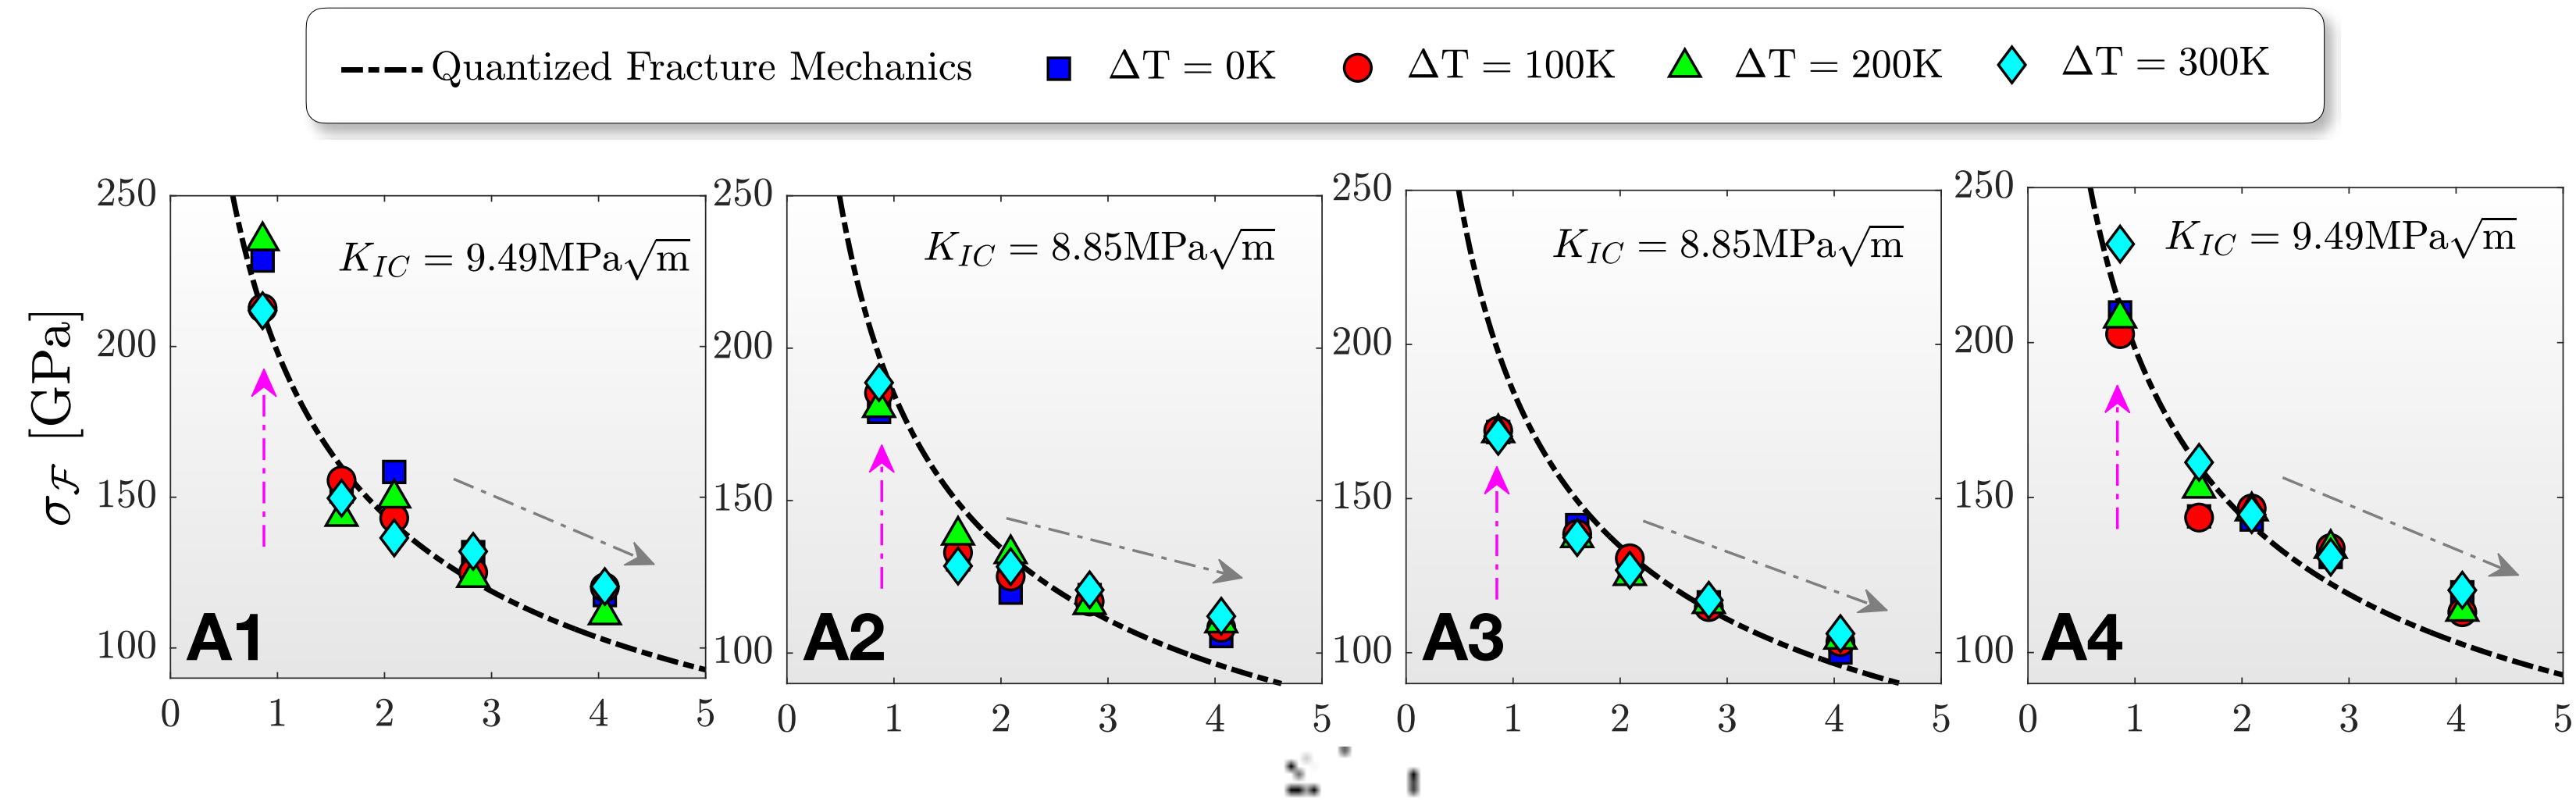 Quantized Fracture Mechanics ΔT = 0K ΔT = 100K ΔT = 200K ΔT = 300K
σ_F [GPa]
250
200
150
100
K_IC = 9.49MPa√m
A1
0 1 2 3 4 5
250
200
150
100
K_IC = 8.85MPa√m
A2
0 1 2 3 4 5
250
200
150
100
K_IC = 8.85MPa√m
A3
0 1 2 3 4 5
250
200
150
100
K_IC = 9.49MPa√m
A4
0 1 2 3 4 5